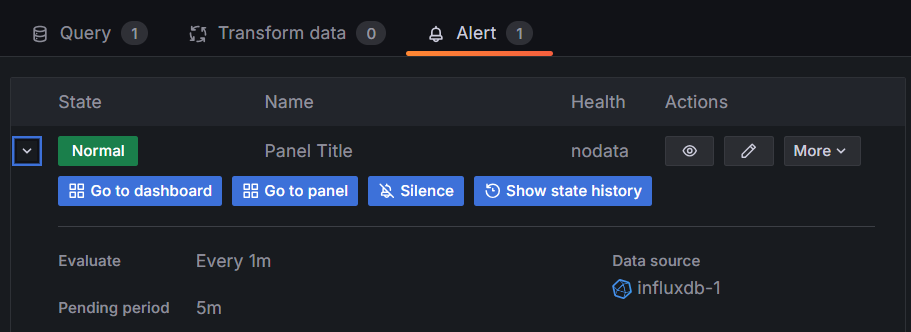 Query 1 Transform data 0 Alert 1
State Name Health Actions
Normal Panel Title nodata More
Go to dashboard Go to panel Silence Show state history
Evaluate Every 1m Data source
influxdb-1
Pending period 5m